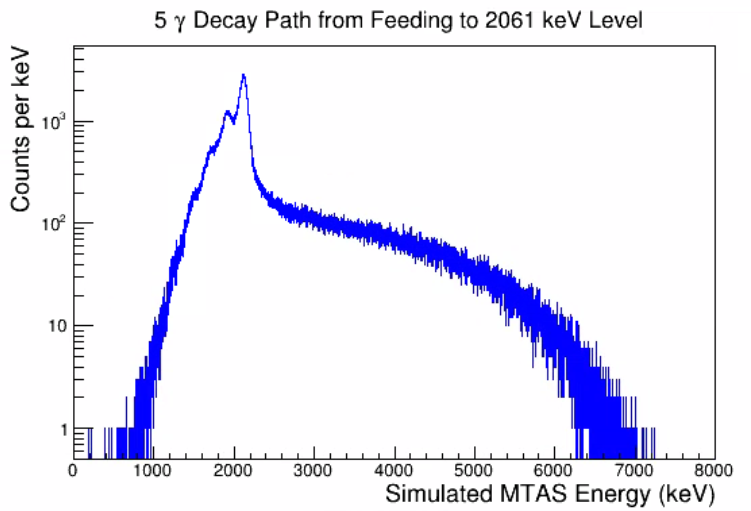 5 γ Decay Path from Feeding to 2061 keV Level
Counts per keV
10³
10²
10
1
0 1000 2000 3000 4000 5000 6000 7000 8000
Simulated MTAS Energy (keV)